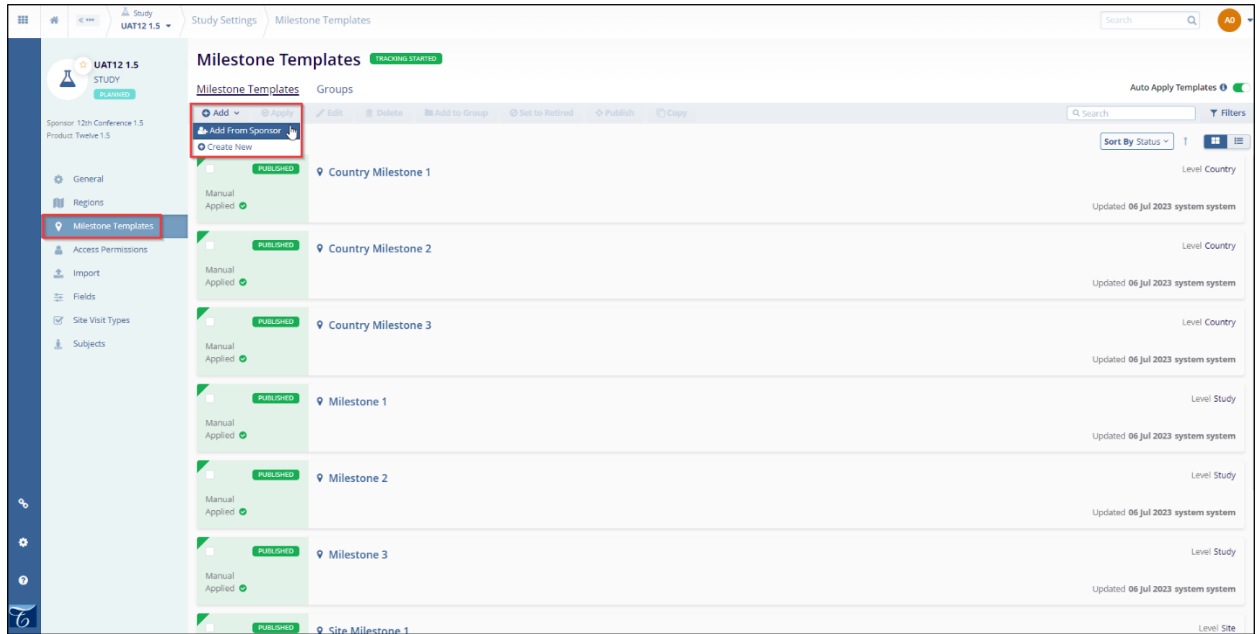 Study
UAT12 1.5
Study Settings
Milestone Templates
Search
AO
UAT12 1.5
STUDY
PLANNED
Sponsor 12th Conference 1.5
Product Twelve 1.5
General
Regions
Milestone Templates
Access Permissions
Import
Fields
Site Visit Types
Subjects
Milestone Templates TRACKING STARTED
Milestone Templates Groups
Auto Apply Templates
Add Apply Edit Delete Add to Group Set to Retired Publish Copy
Search Filters
Add From Sponsor
Create New
Sort By Status
PUBLISHED Country Milestone 1 Level Country
Manual
Applied Updated 06 Jul 2023 system system
PUBLISHED Country Milestone 2 Level Country
Manual
Applied Updated 06 Jul 2023 system system
PUBLISHED Country Milestone 3 Level Country
Manual
Applied Updated 06 Jul 2023 system system
PUBLISHED Milestone 1 Level Study
Manual
Applied Updated 06 Jul 2023 system system
PUBLISHED Milestone 2 Level Study
Manual
Applied Updated 06 Jul 2023 system system
PUBLISHED Milestone 3 Level Study
Manual
Applied Updated 06 Jul 2023 system system
PUBLISHED Site Milestone 1 Level Site